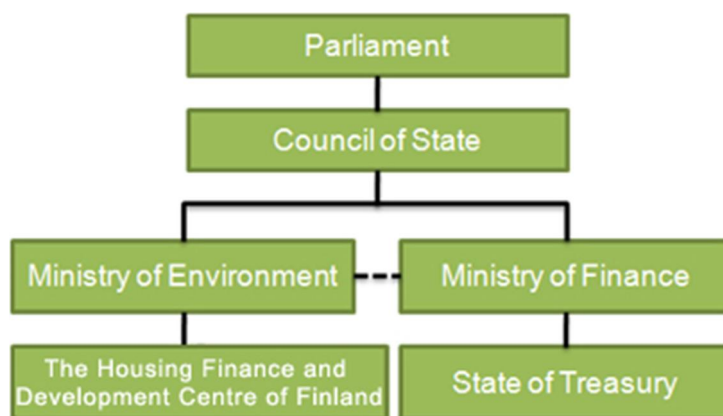 Parliament
Council of State
Ministry of Environment
Ministry of Finance
The Housing Finance and
Development Centre of Finland
State of Treasury